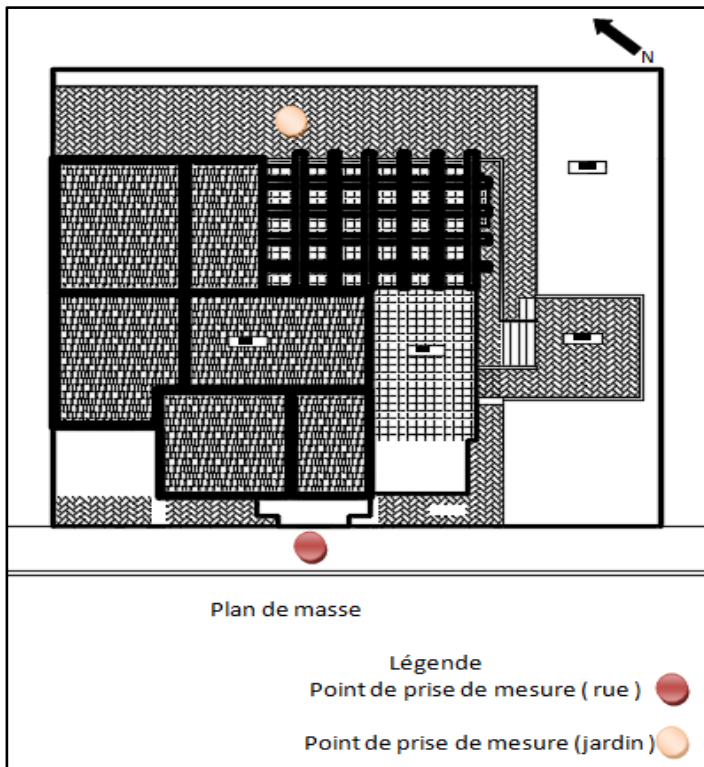 N
Plan de masse
Légende
Point de prise de mesure ( rue )
Point de prise de mesure (jardin )